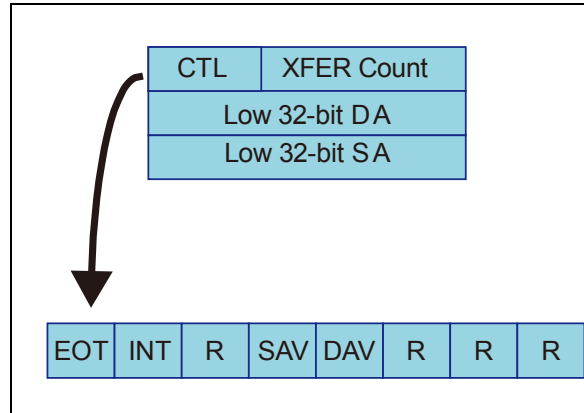 CTL XFER Count
Low 32-bit DA
Low 32-bit SA
EOT INT R SAV DAV R R R